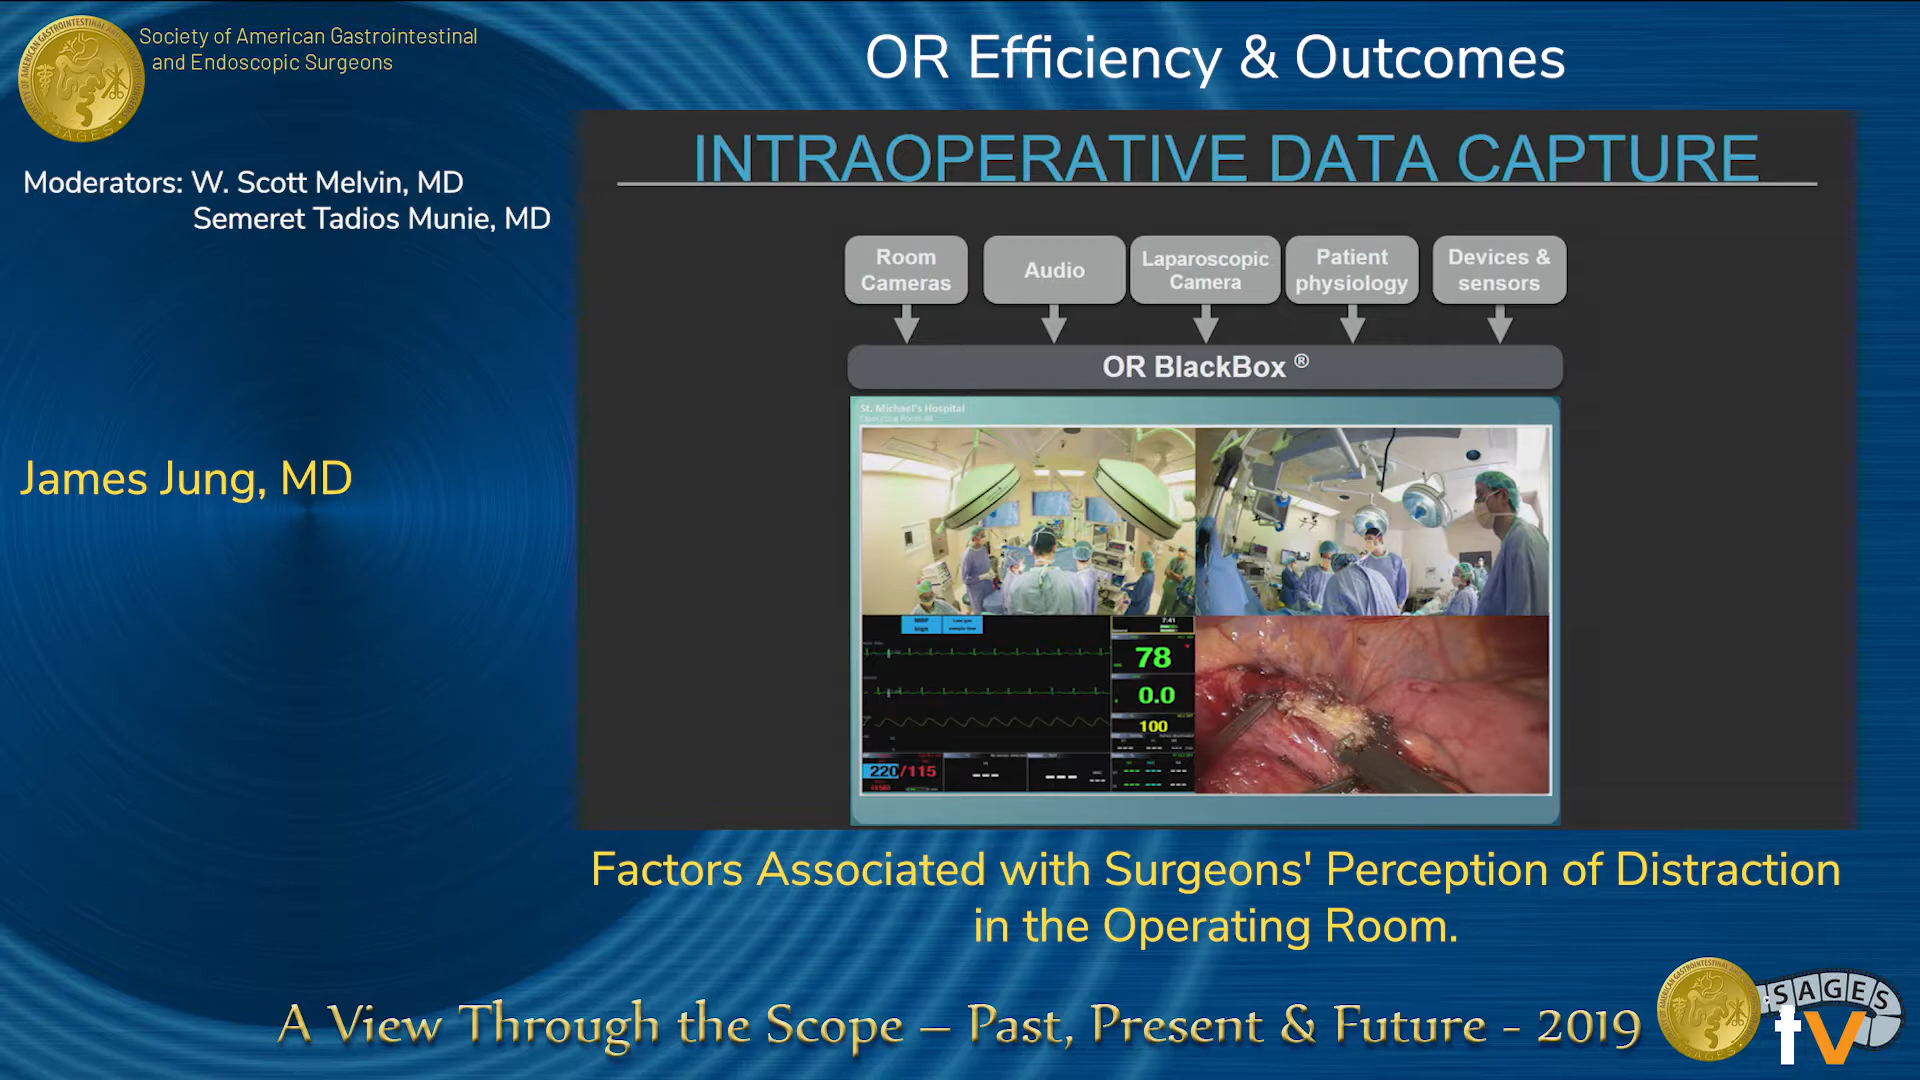 Society of American Gastrointestinal
and Endoscopic Surgeons
OR Efficiency & Outcomes
Moderators: W. Scott Melvin, MD
Semeret Tadios Munie, MD
James Jung, MD
INTRAOPERATIVE DATA CAPTURE
Room
Cameras
Audio
Laparoscopic
Camera
Patient
physiology
Devices &
sensors
OR BlackBox ®
St. Michael's Hospital
7:41
78
0.0
100
220/115
Factors Associated with Surgeons' Perception of Distraction
in the Operating Room.
A View Through the Scope – Past, Present & Future - 2019
SAGES
tv